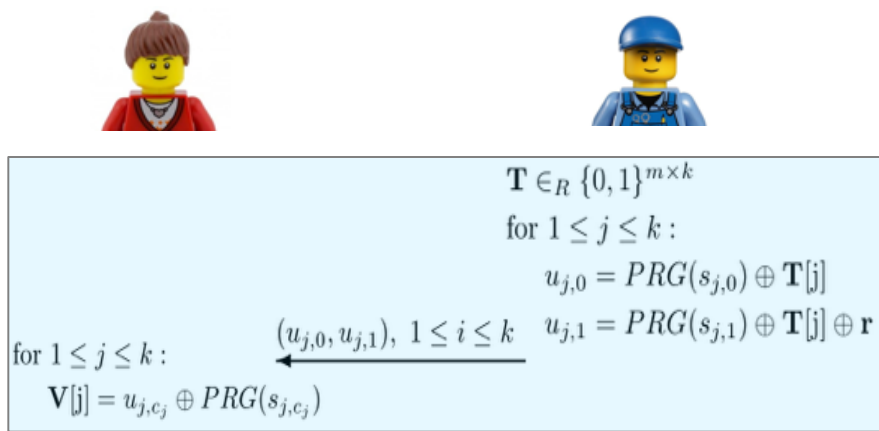 T ∈_R {0, 1}^{m×k}
for 1 ≤ j ≤ k :
u_{j,0} = PRG(s_{j,0}) ⊕ T[j]
u_{j,1} = PRG(s_{j,1}) ⊕ T[j] ⊕ r
(u_{j,0}, u_{j,1}), 1 ≤ i ≤ k
for 1 ≤ j ≤ k :
V[j] = u_{j,c_j} ⊕ PRG(s_{j,c_j})